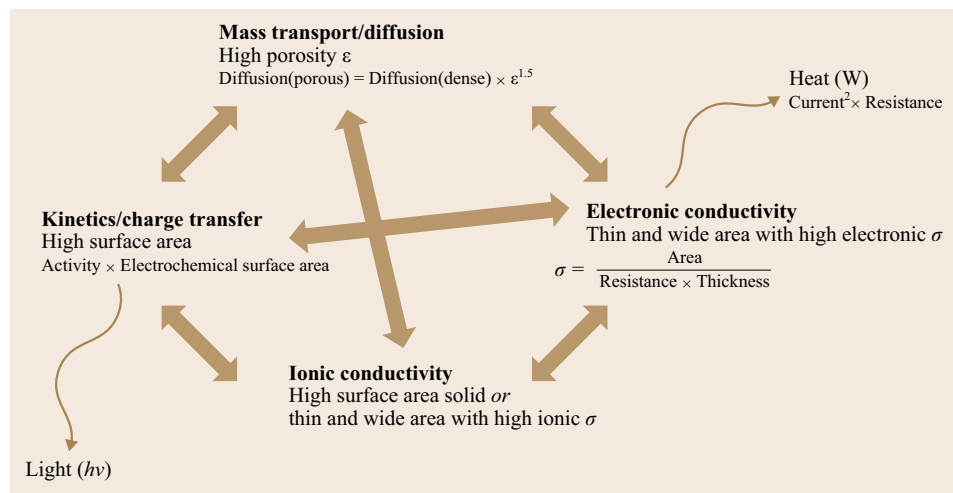 Mass transport/diffusion
High porosity ε
Diffusion(porous) = Diffusion(dense) × ε^1.5
Heat (W)
Current² × Resistance
Kinetics/charge transfer
High surface area
Activity × Electrochemical surface area
Electronic conductivity
Thin and wide area with high electronic σ
σ = Area / Resistance × Thickness
Ionic conductivity
High surface area solid or
thin and wide area with high ionic σ
Light (hv)